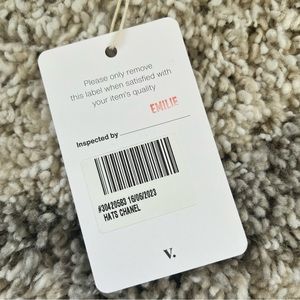 Please only remove
this label when satisfied with
your item's quality
EMILIE
Inspected by
#30420583 16/06/2023
HATS CHANEL
V.